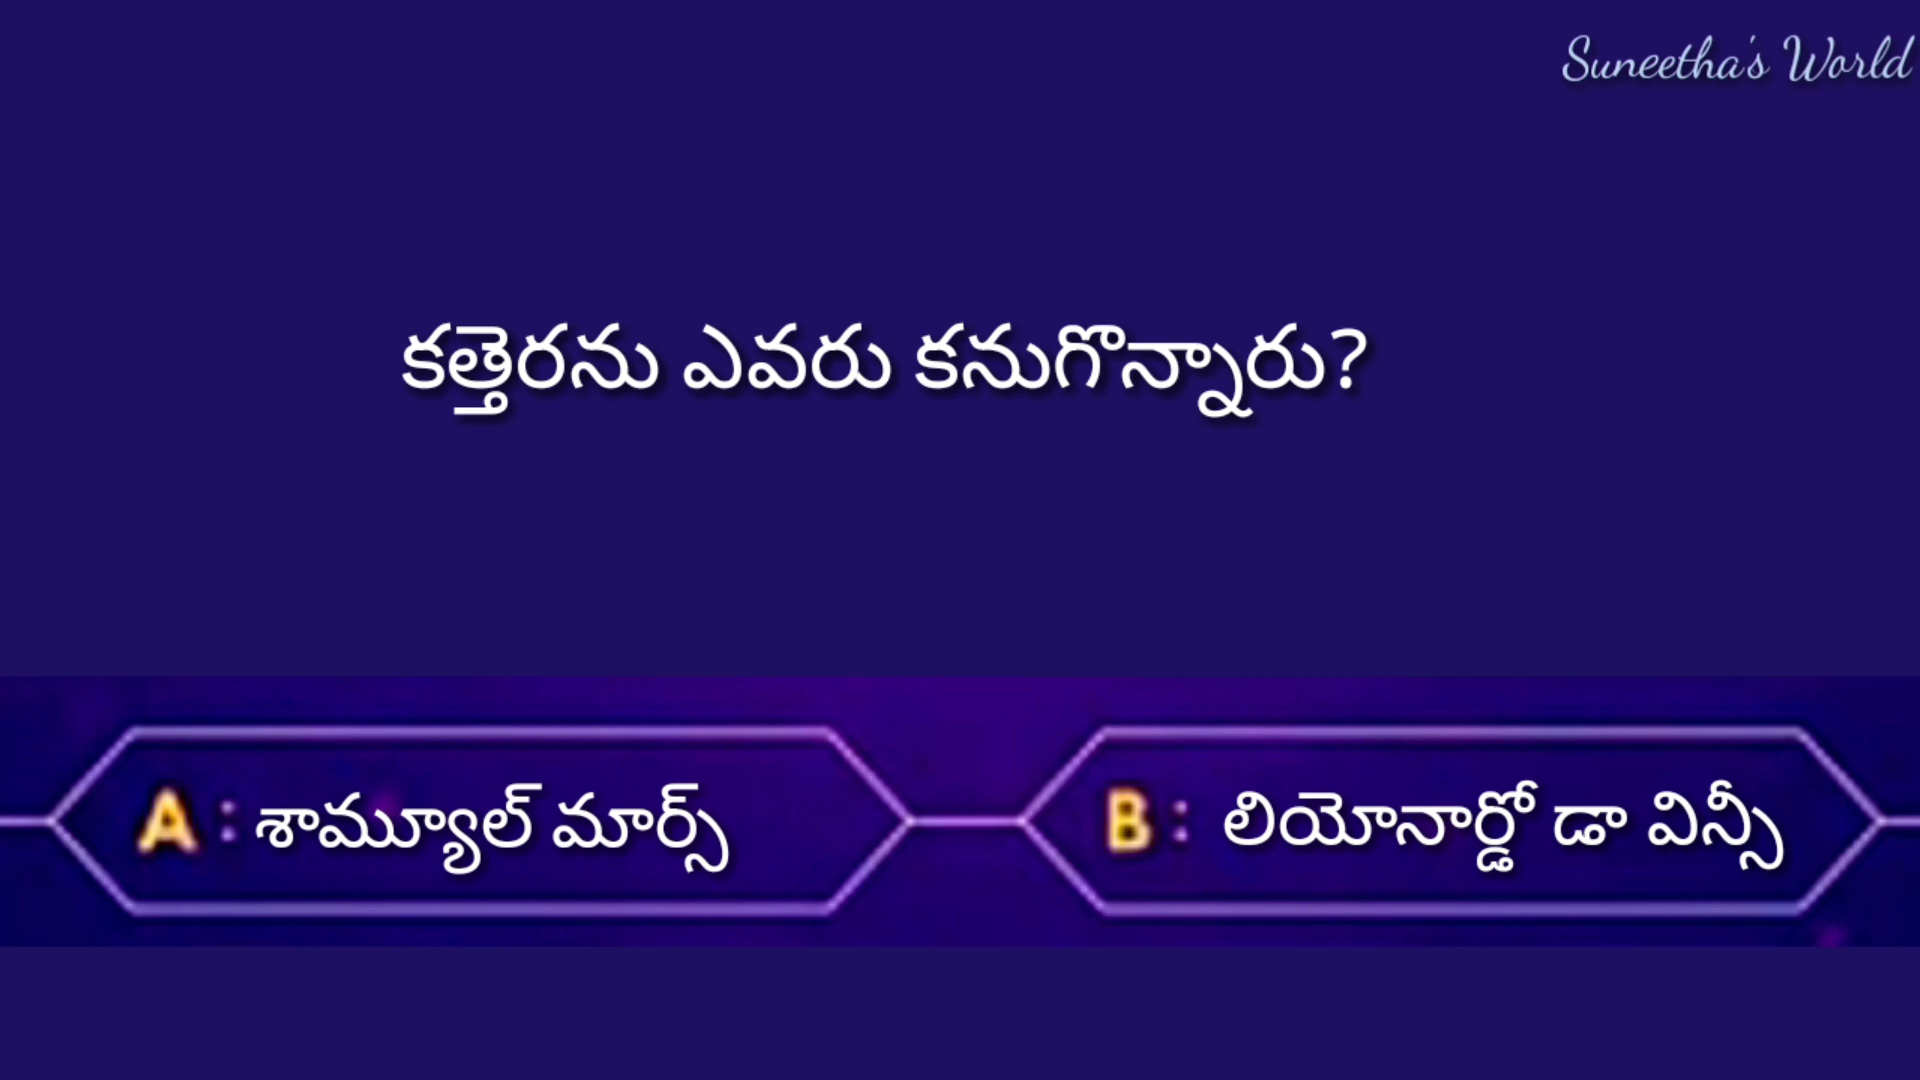 Suneetha's World
కత్తెరను ఎవరు కనుగొన్నారు?
A : శామ్యూల్ మార్స్
B : లియోనార్డో డా విన్సీ